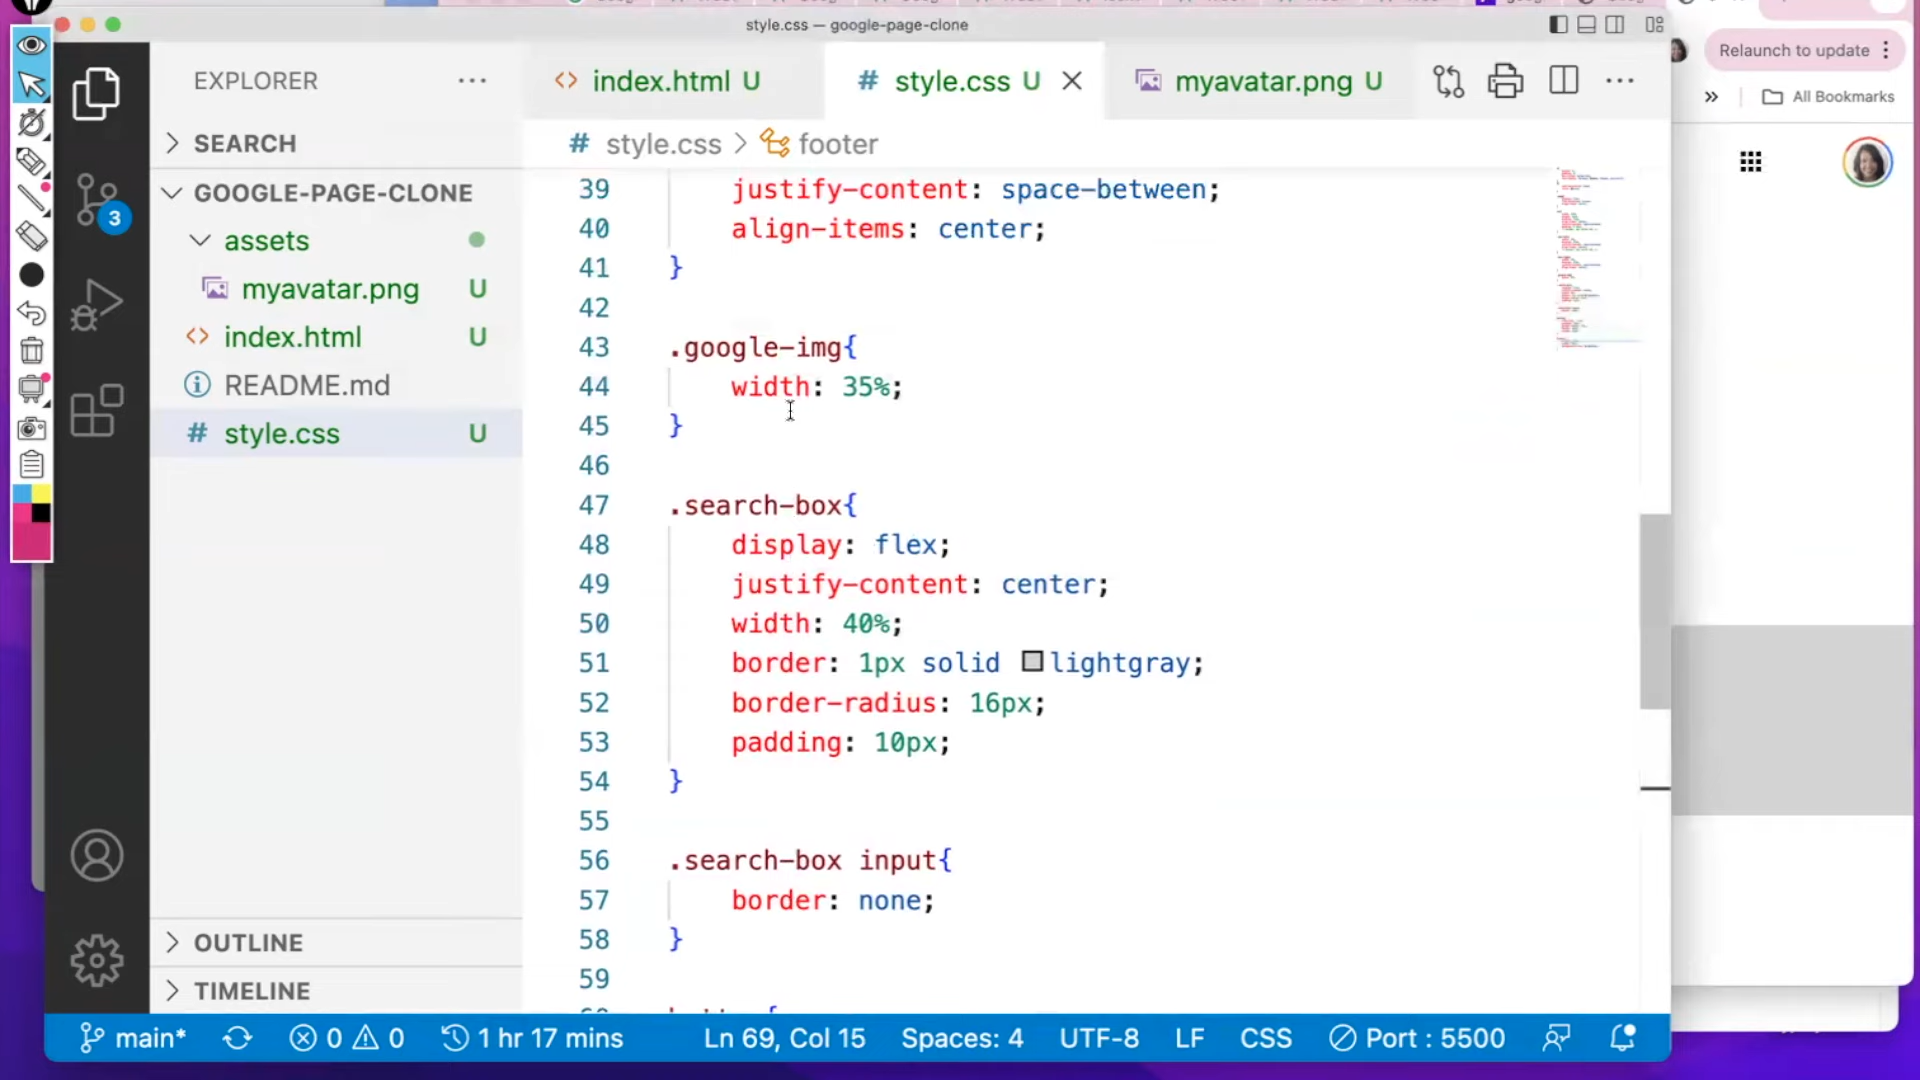 style.css — google-page-clone
Relaunch to update
EXPLORER
index.html U
# style.css U
myavatar.png U
» All Bookmarks
SEARCH
# style.css > footer
GOOGLE-PAGE-CLONE
assets
myavatar.png U
index.html U
README.md
# style.css U
OUTLINE
TIMELINE
3
39 justify-content: space-between;
40 align-items: center;
41 }
42
43 .google-img{
44 width: 35%;
45 }
46
47 .search-box{
48 display: flex;
49 justify-content: center;
50 width: 40%;
51 border: 1px solid lightgray;
52 border-radius: 16px;
53 padding: 10px;
54 }
55
56 .search-box input{
57 border: none;
58 }
59
main* 0 0 1 hr 17 mins Ln 69, Col 15 Spaces: 4 UTF-8 LF CSS Port : 5500